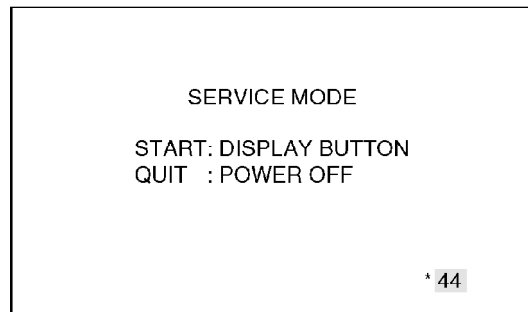 SERVICE MODE
START: DISPLAY BUTTON
QUIT : POWER OFF
* 44